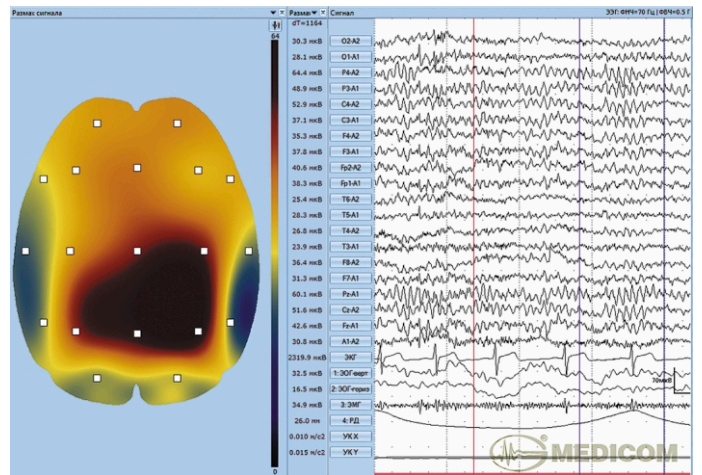 Размах сигнала
64
0
Размах
Сигнал
ЭЭГ: ФНЧ=70 Гц | ФВЧ=0.5 Г
dT=1164
30.3 мкВ O2-A2
28.1 мкВ O1-A1
64.4 мкВ P4-A2
48.9 мкВ P3-A1
52.9 мкВ C4-A2
37.1 мкВ C3-A1
35.3 мкВ F4-A2
37.8 мкВ F3-A1
40.6 мкВ Fp2-A2
38.3 мкВ Fp1-A1
25.4 мкВ T6-A2
28.3 мкВ T5-A1
26.8 мкВ T4-A2
23.9 мкВ T3-A1
36.4 мкВ F8-A2
31.3 мкВ F7-A1
60.1 мкВ Pz-A1
51.6 мкВ Cz-A2
42.6 мкВ Fz-A1
30.8 мкВ A1-A2
2319.9 мкВ ЭКГ
32.5 мкВ 1: ЭОГ-верт
16.5 мкВ 2: ЭОГ-гориз
34.9 мкВ 3: ЭМГ
26.0 мм 4: РД
0.010 м/с2 УК X
0.015 м/с2 УК Y
30мкВ
MEDICOM